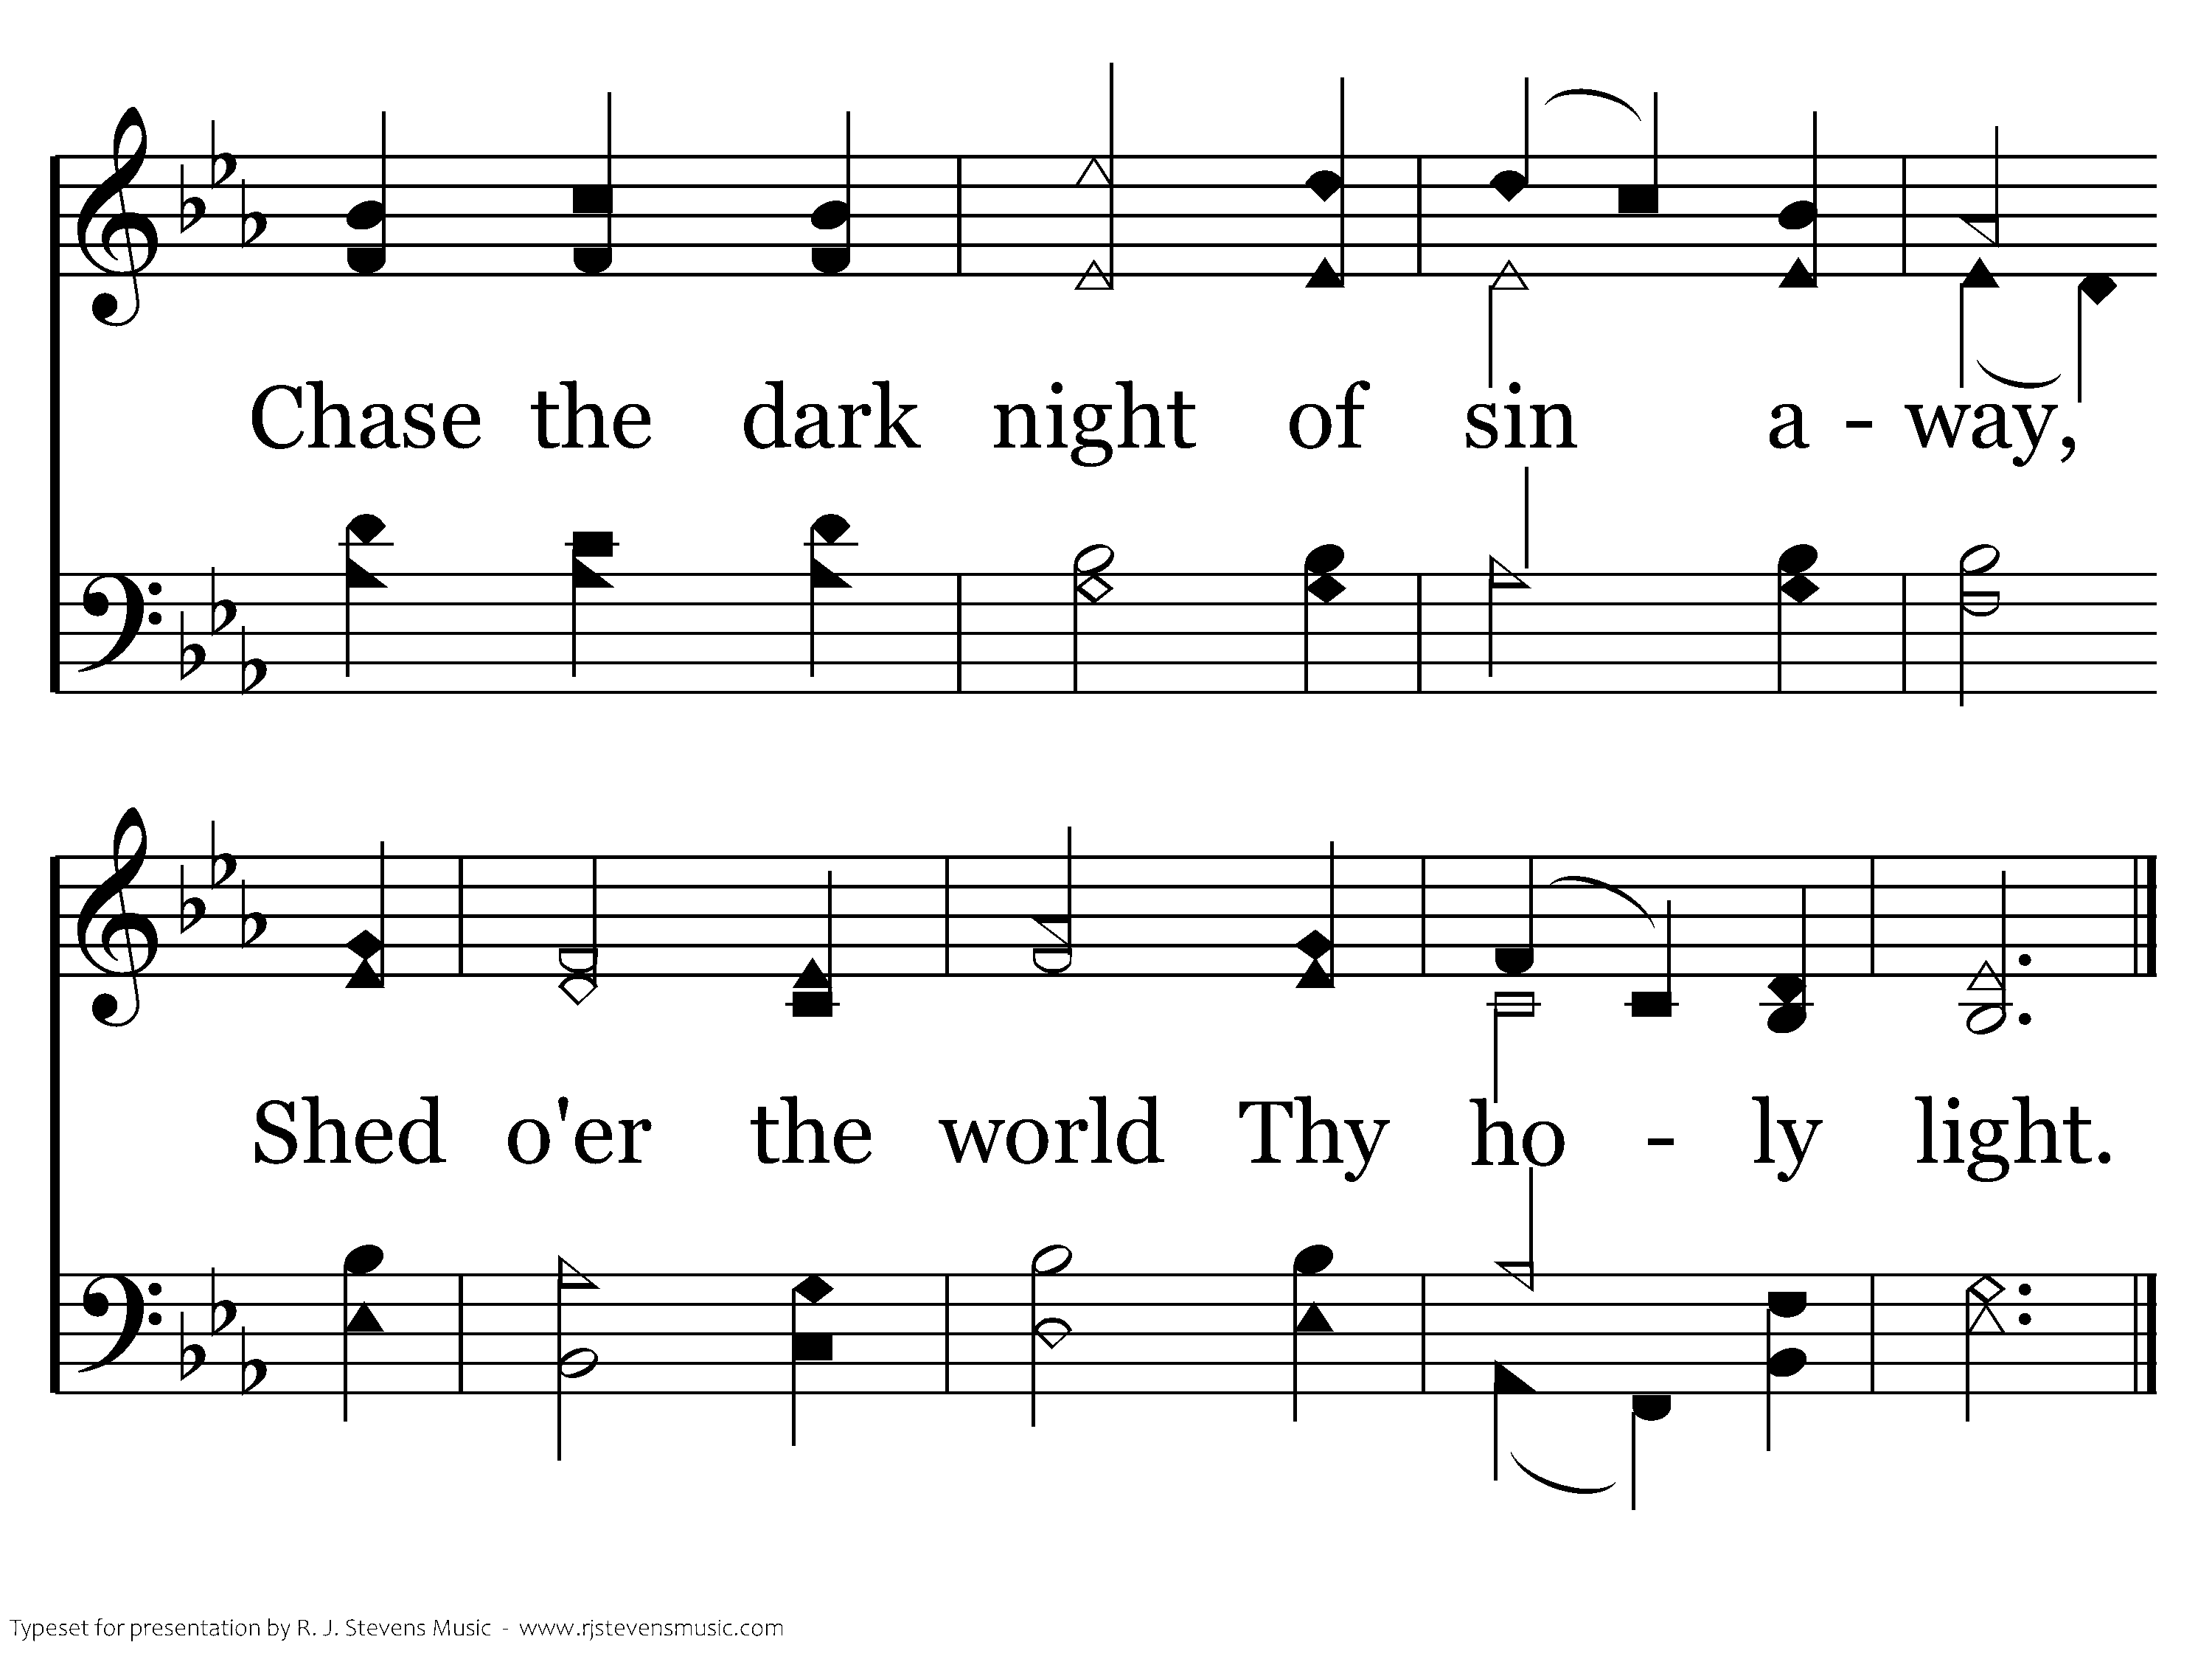 Chase the dark night of sin a - way,
Shed o'er the world Thy ho - ly light.
Typeset for presentation by R. J. Stevens Music - www.rjstevensmusic.com